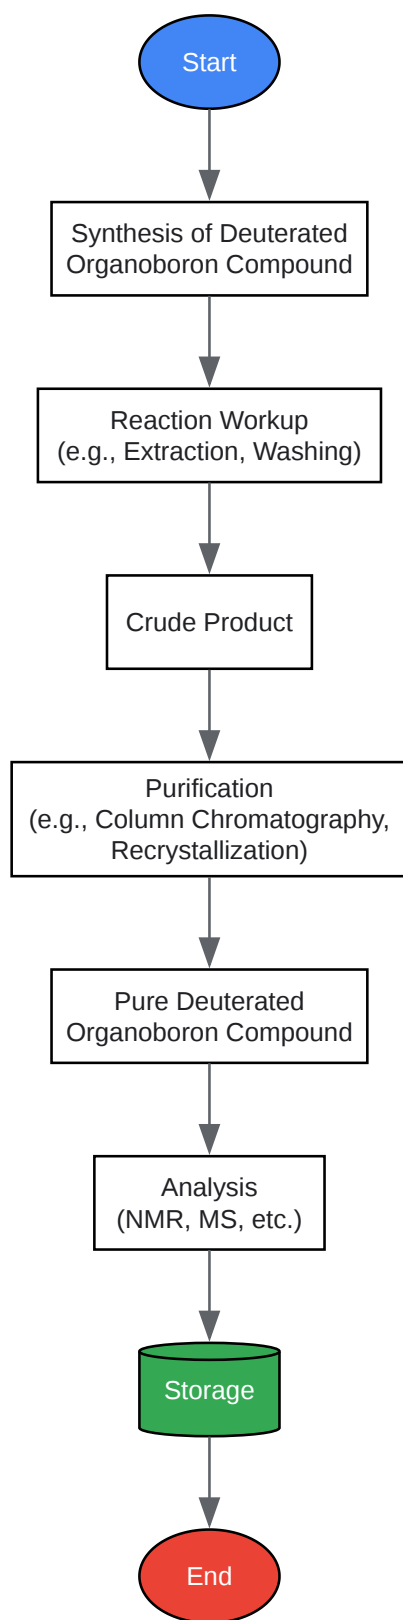 Start
Synthesis of Deuterated
Organoboron Compound
Reaction Workup
(e.g., Extraction, Washing)
Crude Product
Purification
(e.g., Column Chromatography,
Recrystallization)
Pure Deuterated
Organoboron Compound
Analysis
(NMR, MS, etc.)
Storage
End